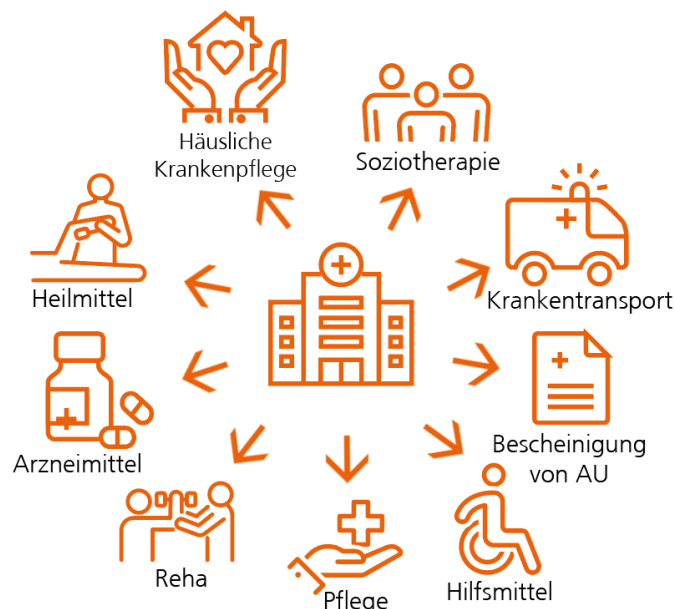 Häusliche
Krankenpflege
Soziotherapie
Heilmittel
Krankentransport
Arzneimittel
Bescheinigung
von AU
Reha
Pflege
Hilfsmittel